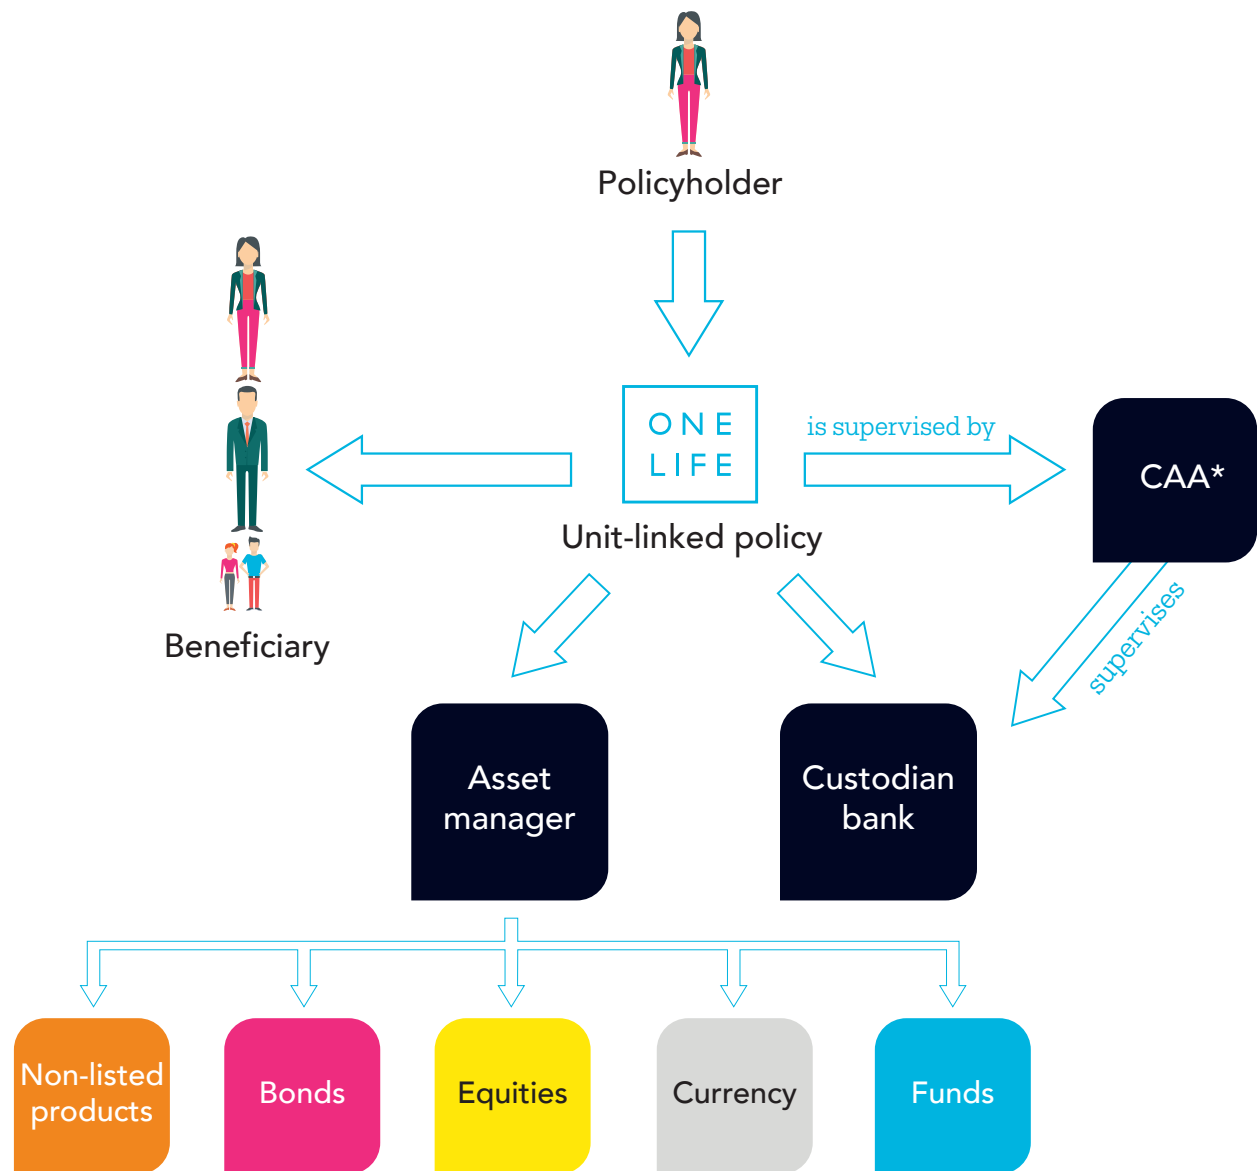 Policyholder
ONE
LIFE
is supervised by
CAA*
Unit-linked policy
supervises
Beneficiary
Asset
manager
Custodian
bank
Non-listed
products
Bonds
Equities
Currency
Funds